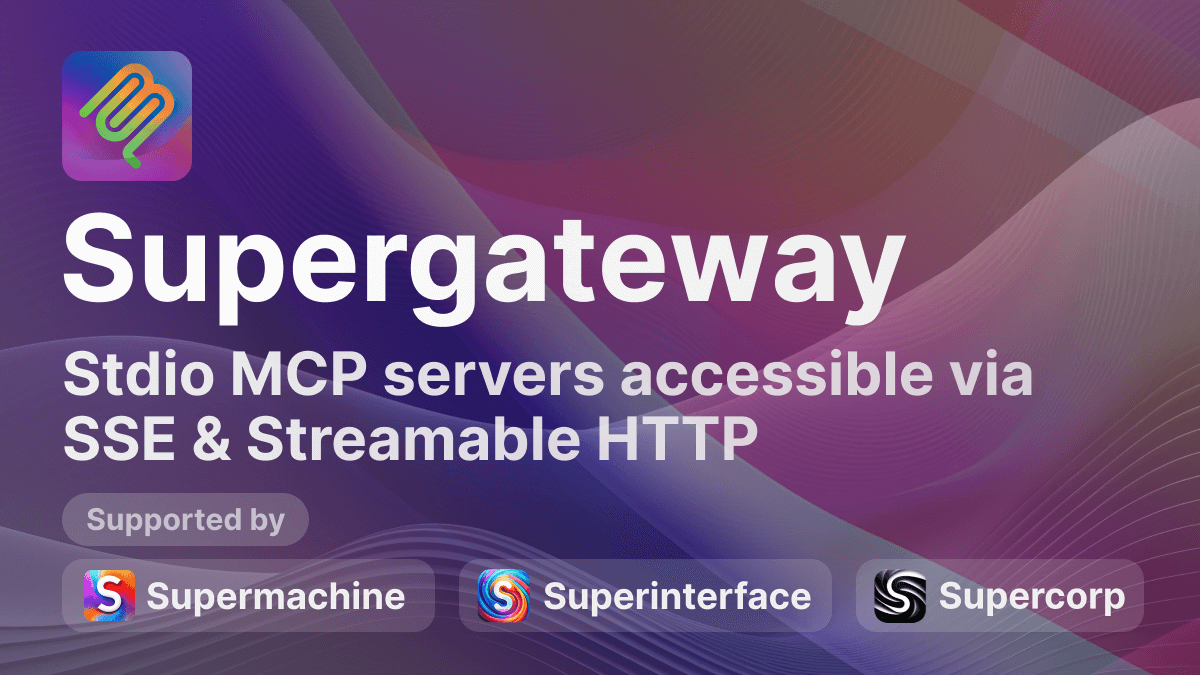 Supergateway
Stdio MCP servers accessible via
SSE & Streamable HTTP
Supported by
Supermachine
Superinterface
Supercorp